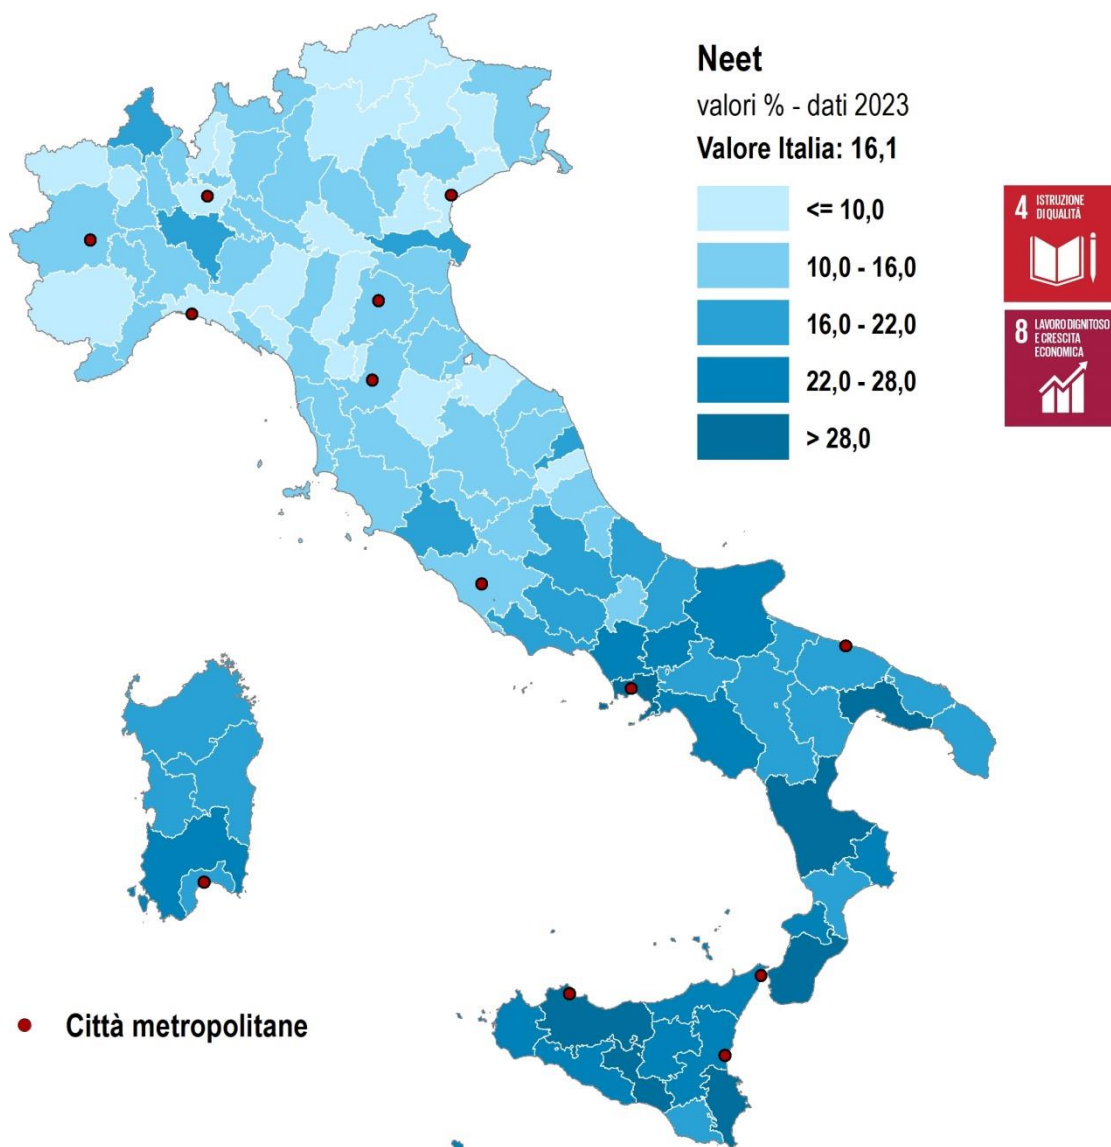 Neet
valori % - dati 2023
Valore Italia: 16,1
<= 10,0
10,0 - 16,0
16,0 - 22,0
22,0 - 28,0
> 28,0
4 ISTRUZIONE
DI QUALITÀ
8 LAVORO DIGNITOSO
E CRESCITA
ECONOMICA
Città metropolitane